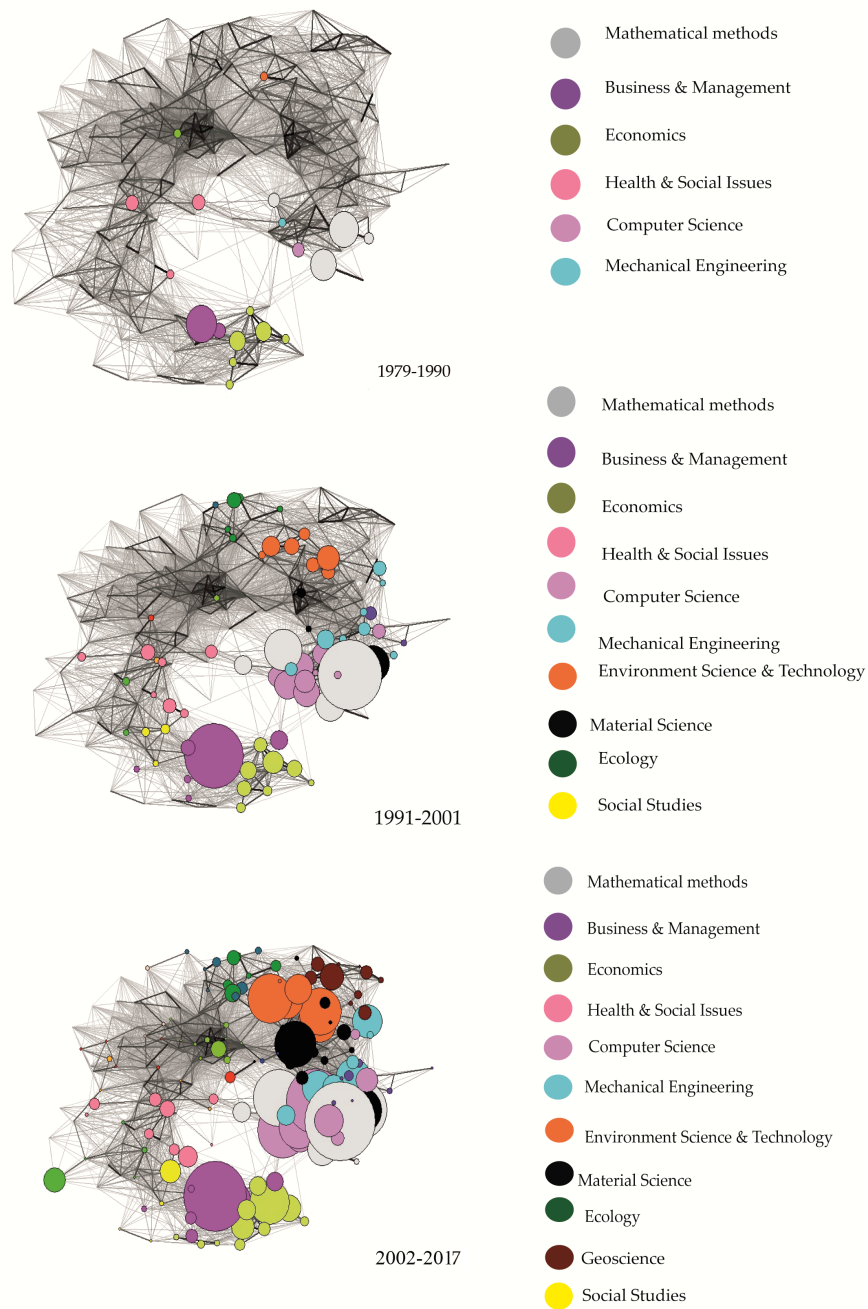 Mathematical methods
Business & Management
Economics
Health & Social Issues
Computer Science
Mechanical Engineering
1979-1990
Mathematical methods
Business & Management
Economics
Health & Social Issues
Computer Science
Mechanical Engineering
Environment Science & Technology
Material Science
Ecology
Social Studies
1991-2001
Mathematical methods
Business & Management
Economics
Health & Social Issues
Computer Science
Mechanical Engineering
Environment Science & Technology
Material Science
Ecology
Geoscience
Social Studies
2002-2017